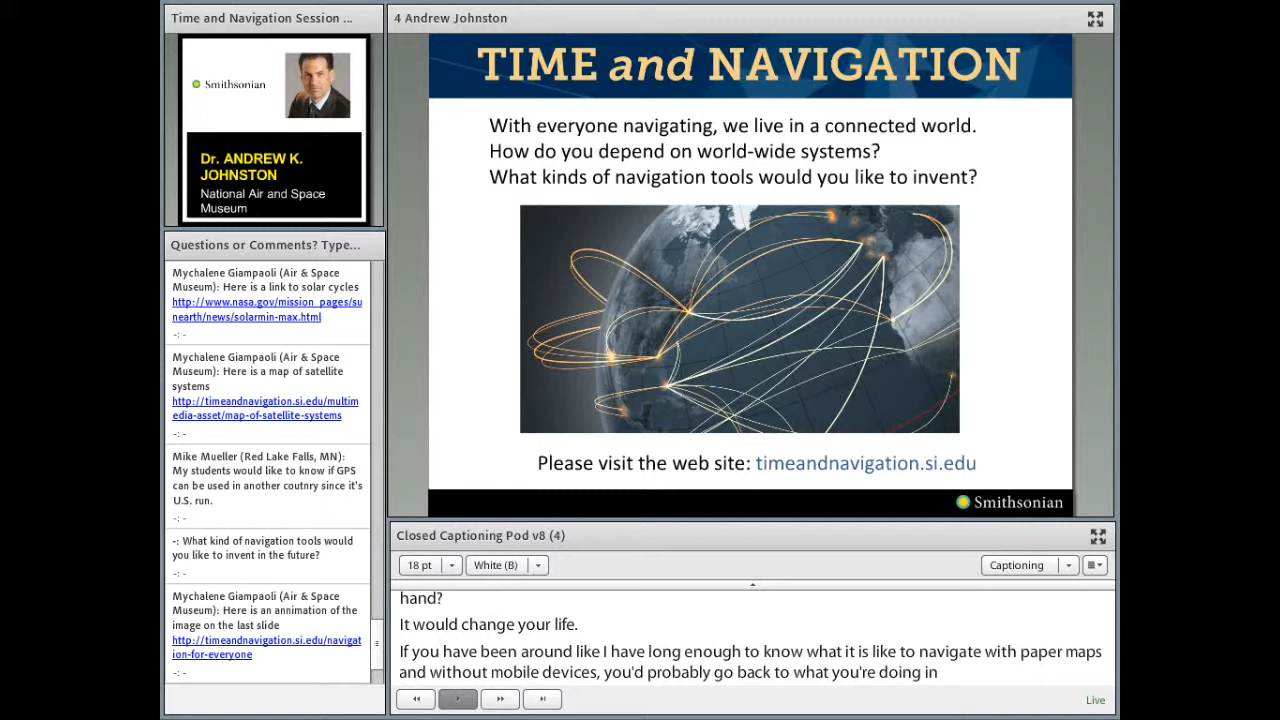 Time and Navigation Session ...
Smithsonian
Dr. ANDREW K.
JOHNSTON
National Air and Space
Museum
Questions or Comments? Type...
Mychalene Giampaoli (Air & Space
Museum): Here is a link to solar cycles
http://www.nasa.gov/mission_pages/su
nearth/news/solarmin-max.html
-: -
Mychalene Giampaoli (Air & Space
Museum): Here is a map of satellite
systems
http://timeandnavigation.si.edu/multim
edia-asset/map-of-satellite-systems
-: -
Mike Mueller (Red Lake Falls, MN):
My students would like to know if GPS
can be used in another coutnry since it's
U.S. run.
-: -
-: What kind of navigation tools would
you like to invent in the future?
-: -
Mychalene Giampaoli (Air & Space
Museum): Here is an annimation of the
image on the last slide
http://timeandnavigation.si.edu/navigat
ion-for-everyone
-: -
4 Andrew Johnston
TIME and NAVIGATION
With everyone navigating, we live in a connected world.
How do you depend on world-wide systems?
What kinds of navigation tools would you like to invent?
Please visit the web site: timeandnavigation.si.edu
Smithsonian
Closed Captioning Pod v8 (4)
18 pt White (B) Captioning
hand?
It would change your life.
If you have been around like I have long enough to know what it is like to navigate with paper maps
and without mobile devices, you'd probably go back to what you're doing in
Live